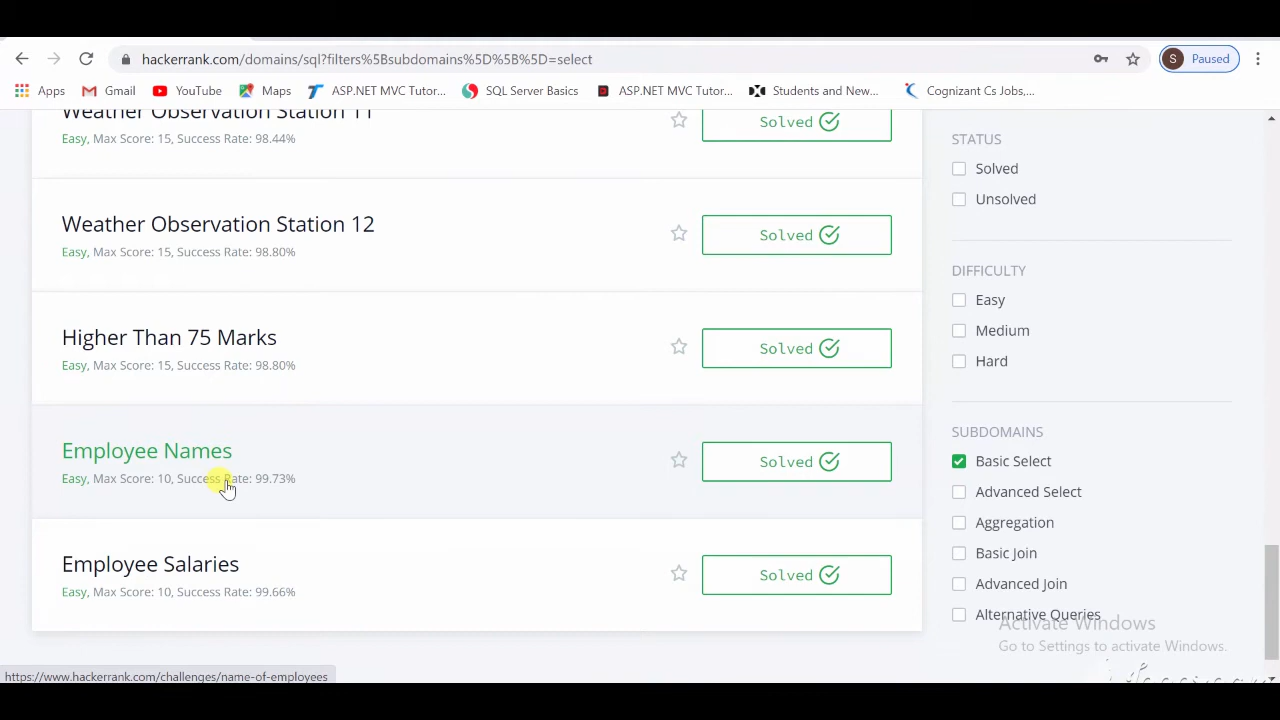 hackerrank.com/domains/sql?filters%5Bsubdomains%5D%5B%5D=select
S Paused
Apps
Gmail
YouTube
Maps
ASP.NET MVC Tutor...
SQL Server Basics
ASP.NET MVC Tutor...
Students and New...
Cognizant Cs Jobs,...
Weather Observation Station 11
Easy, Max Score: 15, Success Rate: 98.44%
Solved
Weather Observation Station 12
Easy, Max Score: 15, Success Rate: 98.80%
Solved
Higher Than 75 Marks
Easy, Max Score: 15, Success Rate: 98.80%
Solved
Employee Names
Easy, Max Score: 10, Success Rate: 99.73%
Solved
Employee Salaries
Easy, Max Score: 10, Success Rate: 99.66%
Solved
STATUS
Solved
Unsolved
DIFFICULTY
Easy
Medium
Hard
SUBDOMAINS
Basic Select
Advanced Select
Aggregation
Basic Join
Advanced Join
Alternative Queries
Activate Windows
Go to Settings to activate Windows.
https://www.hackerrank.com/challenges/name-of-employees